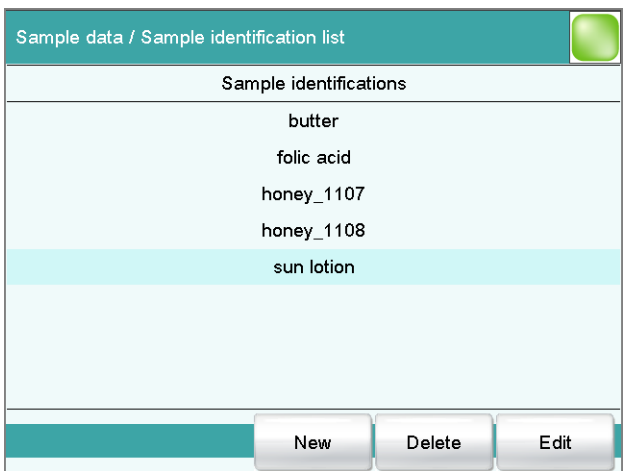 Sample data / Sample identification list
Sample identifications
butter
folic acid
honey_1107
honey_1108
sun lotion
New Delete Edit